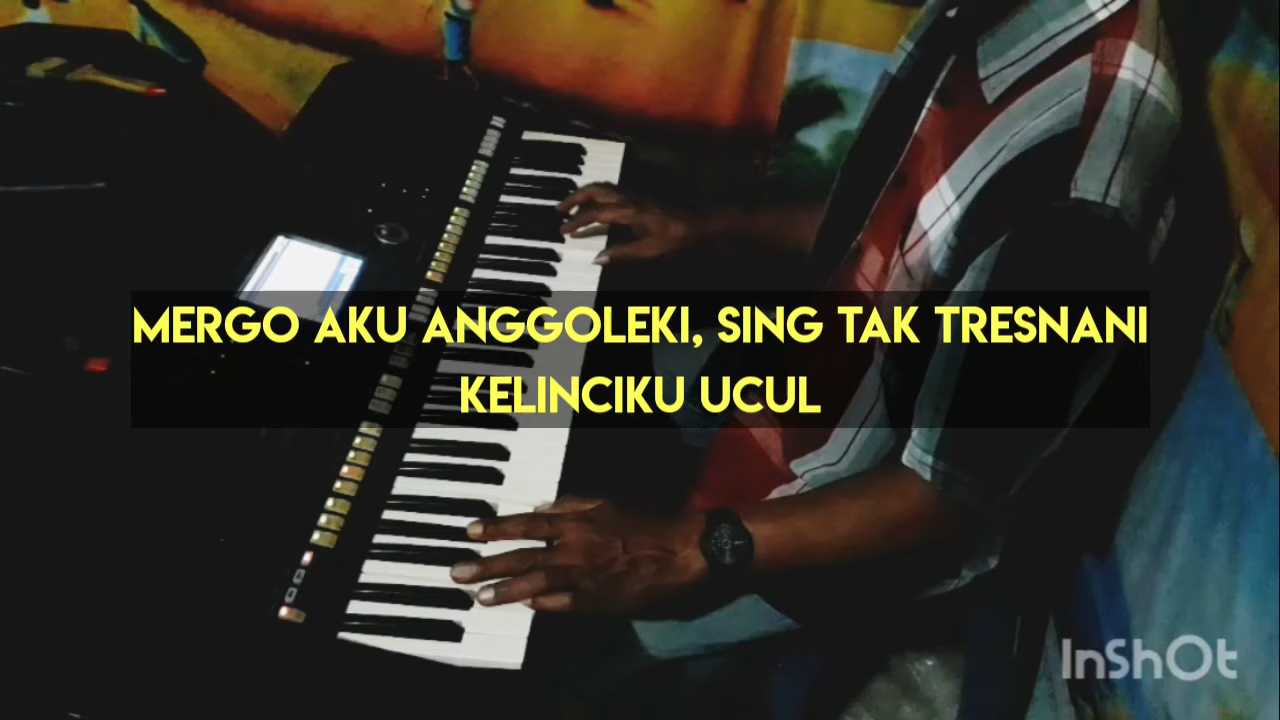 MERGO AKU ANGGOLEKI, SING TAK TRESNANI
KELINCIKU UCUL
InShOt